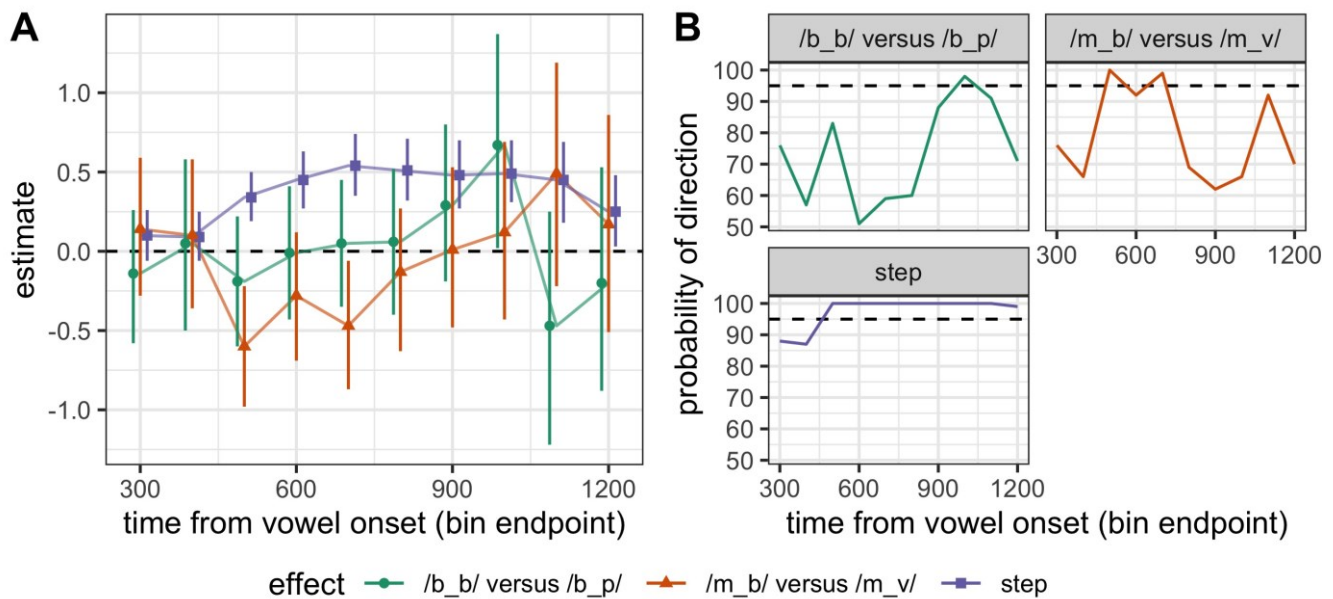 A
estimate
1.0
0.5
0.0
-0.5
-1.0
300 600 900 1200
time from vowel onset (bin endpoint)
B
probability of direction
/b_b/ versus /b_p/
/m_b/ versus /m_v/
100
90
80
70
60
50
300 600 900 1200
step
100
90
80
70
60
50
300 600 900 1200
time from vowel onset (bin endpoint)
effect /b_b/ versus /b_p/ /m_b/ versus /m_v/ step